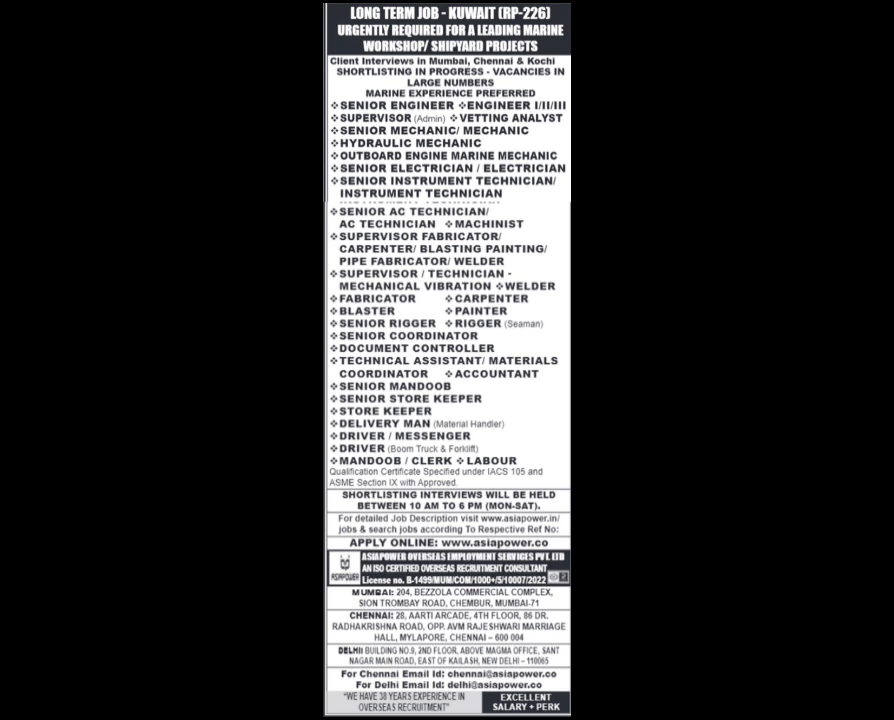 LONG TERM JOB - KUWAIT (RP-226)
URGENTLY REQUIRED FOR A LEADING MARINE
WORKSHOP/ SHIPYARD PROJECTS
Client Interviews in Mumbai, Chennai & Kochi
SHORTLISTING IN PROGRESS - VACANCIES IN
LARGE NUMBERS
MARINE EXPERIENCE PREFERRED
❖SENIOR ENGINEER ❖ENGINEER I/II/III
❖SUPERVISOR (Admin) ❖VETTING ANALYST
❖SENIOR MECHANIC/ MECHANIC
❖HYDRAULIC MECHANIC
❖OUTBOARD ENGINE MARINE MECHANIC
❖SENIOR ELECTRICIAN / ELECTRICIAN
❖SENIOR INSTRUMENT TECHNICIAN/
INSTRUMENT TECHNICIAN
❖SENIOR AC TECHNICIAN/
AC TECHNICIAN ❖MACHINIST
❖SUPERVISOR FABRICATOR/
CARPENTER/ BLASTING PAINTING/
PIPE FABRICATOR/ WELDER
❖SUPERVISOR / TECHNICIAN -
MECHANICAL VIBRATION ❖WELDER
❖FABRICATOR ❖CARPENTER
❖BLASTER ❖PAINTER
❖SENIOR RIGGER ❖RIGGER (Seaman)
❖SENIOR COORDINATOR
❖DOCUMENT CONTROLLER
❖TECHNICAL ASSISTANT/ MATERIALS
COORDINATOR ❖ACCOUNTANT
❖SENIOR MANDOOB
❖SENIOR STORE KEEPER
❖STORE KEEPER
❖DELIVERY MAN (Material Handler)
❖DRIVER / MESSENGER
❖DRIVER (Boom Truck & Forklift)
❖MANDOOB / CLERK ❖LABOUR
Qualification Certificate Specified under IACS 105 and
ASME Section IX with Approved.
SHORTLISTING INTERVIEWS WILL BE HELD
BETWEEN 10 AM TO 6 PM (MON-SAT).
For detailed Job Description visit www.asiapower.in/
jobs & search jobs according To Respective Ref No:
APPLY ONLINE: www.asiapower.co
ASIAPOWER OVERSEAS EMPLOYMENT SERVICES PVT. LTD
AN ISO CERTIFIED OVERSEAS RECRUITMENT CONSULTANT
ASIAPOWER License no. B-1499/MUM/COM/1000+/5/10007/2022
MUMBAI: 204, BEZZOLA COMMERCIAL COMPLEX,
SION TROMBAY ROAD, CHEMBUR, MUMBAI-71
CHENNAI: 28, AARTI ARCADE, 4TH FLOOR, 86 DR.
RADHAKRISHNA ROAD, OPP. AVM RAJESHWARI MARRIAGE
HALL, MYLAPORE, CHENNAI – 600 004
DELHI: BUILDING NO.9, 2ND FLOOR, ABOVE MAGMA OFFICE, SANT
NAGAR MAIN ROAD, EAST OF KAILASH, NEW DELHI – 110065
For Chennai Email Id: chennai@asiapower.co
For Delhi Email Id: delhi@asiapower.co
"WE HAVE 38 YEARS EXPERIENCE IN
OVERSEAS RECRUITMENT"
EXCELLENT
SALARY + PERK